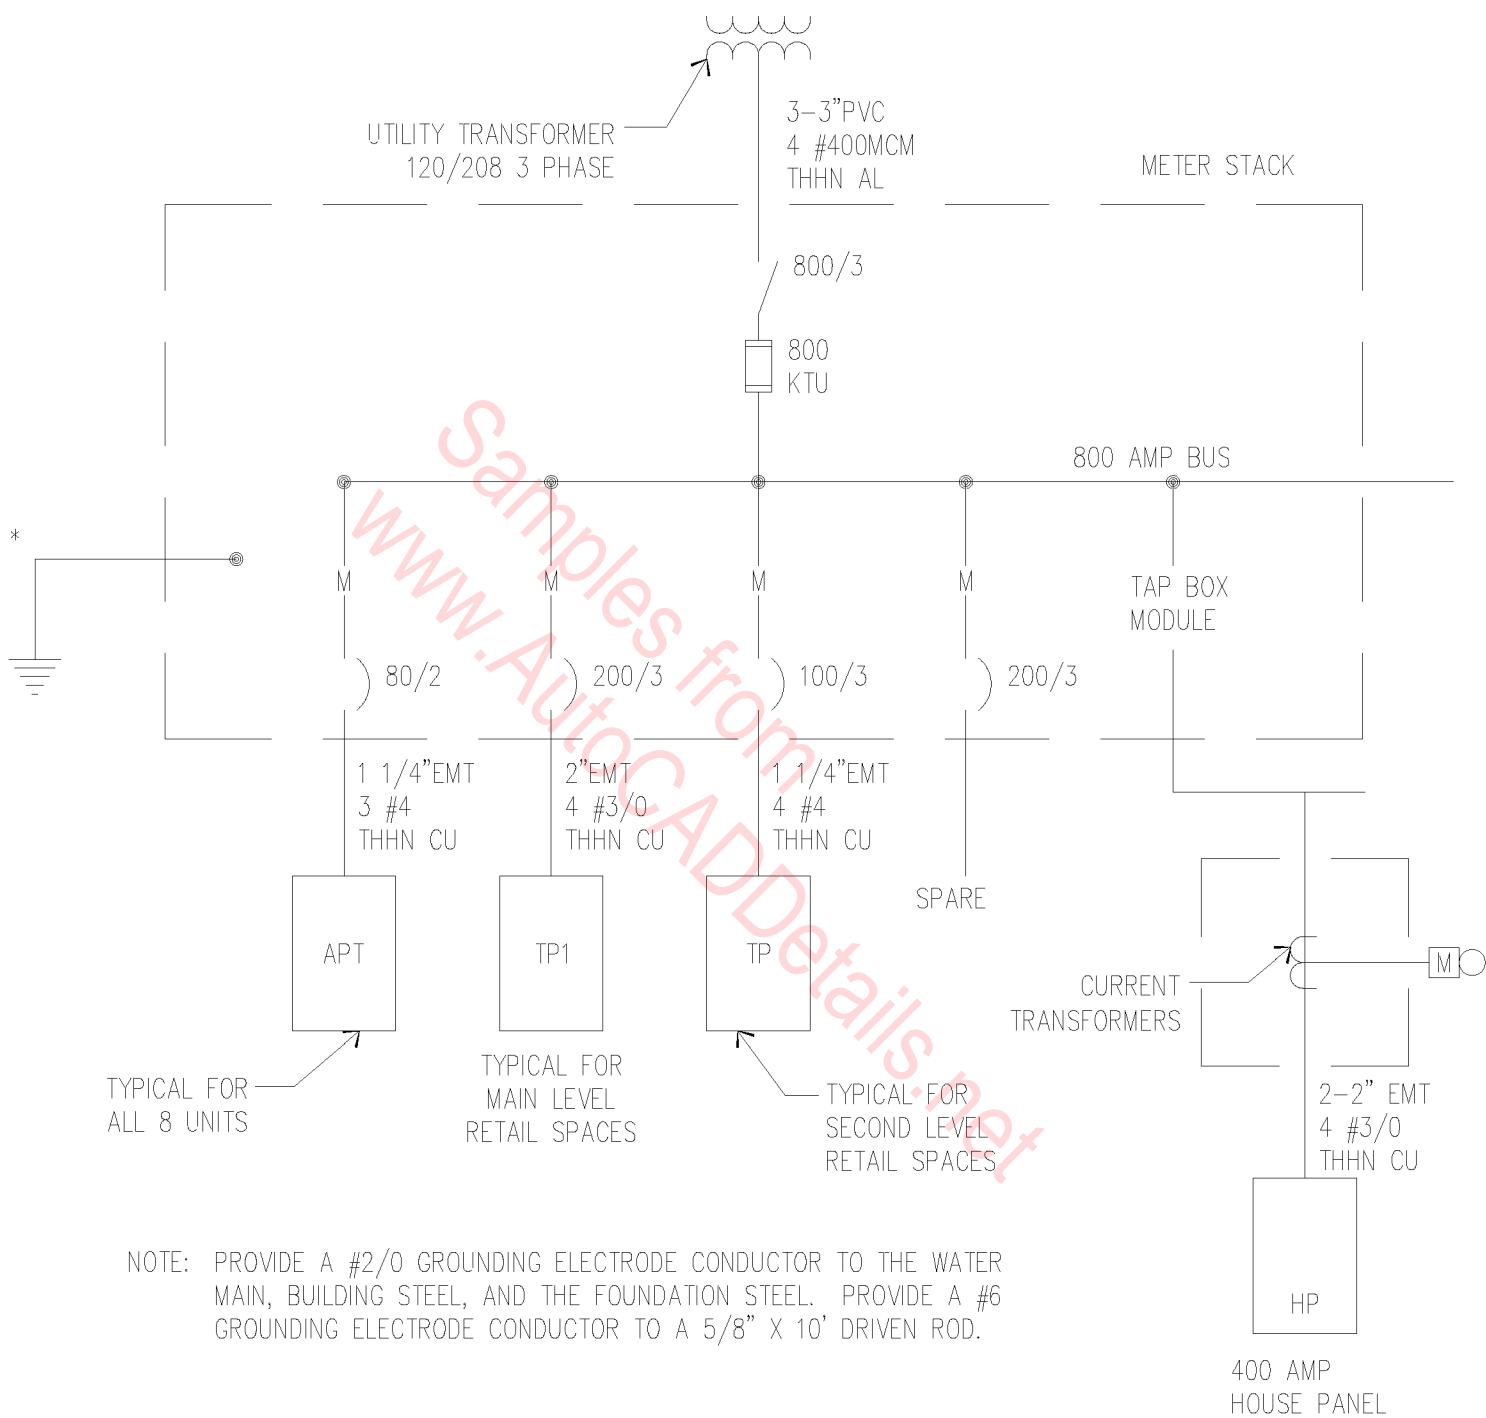 3-3"PVC
4 #400MCM
THHN AL
UTILITY TRANSFORMER
120/208 3 PHASE
METER STACK
800/3
800
KTU
800 AMP BUS
*
M
M
M
M
TAP BOX
MODULE
80/2
200/3
100/3
200/3
1 1/4"EMT
3 #4
THHN CU
2"EMT
4 #3/0
THHN CU
1 1/4"EMT
4 #4
THHN CU
SPARE
APT
TP1
TP
CURRENT
TRANSFORMERS
M
TYPICAL FOR
ALL 8 UNITS
TYPICAL FOR
MAIN LEVEL
RETAIL SPACES
TYPICAL FOR
SECOND LEVEL
RETAIL SPACES
2-2" EMT
4 #3/0
THHN CU
HP
400 AMP
HOUSE PANEL
NOTE: PROVIDE A #2/0 GROUNDING ELECTRODE CONDUCTOR TO THE WATER
MAIN, BUILDING STEEL, AND THE FOUNDATION STEEL. PROVIDE A #6
GROUNDING ELECTRODE CONDUCTOR TO A 5/8" X 10' DRIVEN ROD.
Samples from
www.AutoCADDetails.net